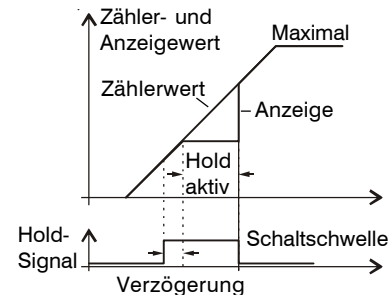 Zähler- und
Anzeigewert
Maximal
Zählerwert
Anzeige
Hold
aktiv
Hold-
Signal
Schaltschwelle
Verzögerung